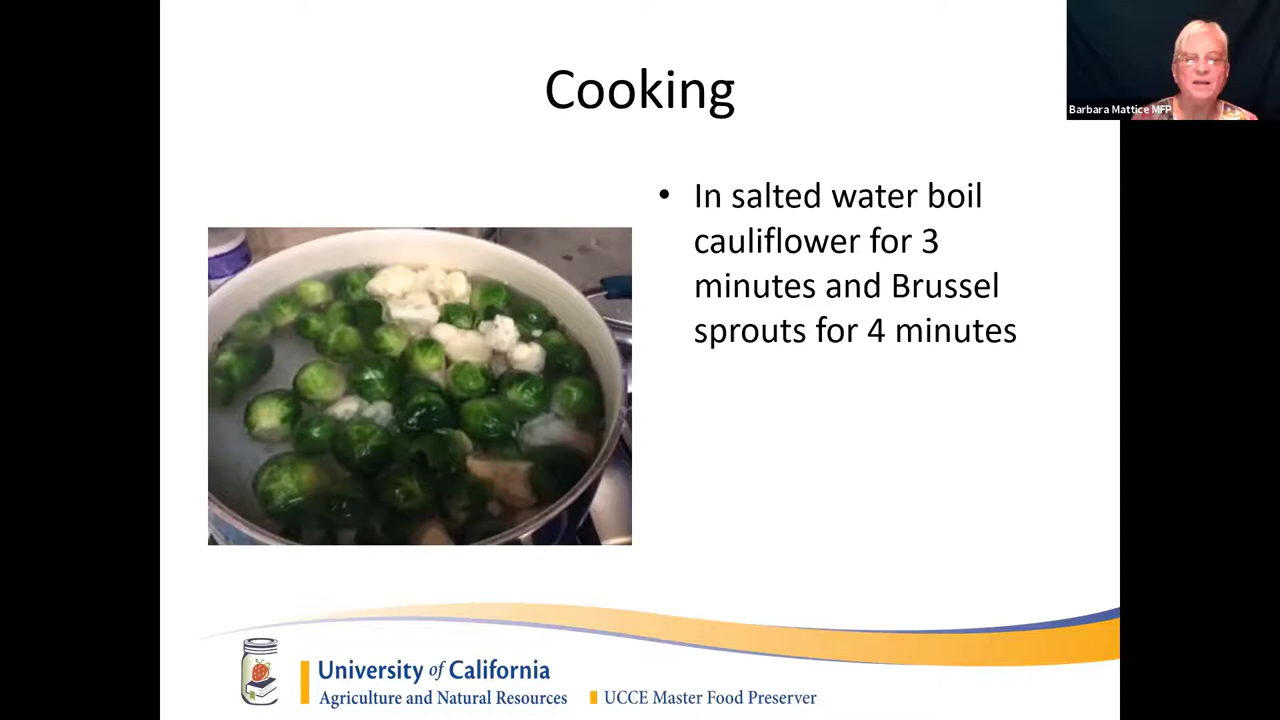 Cooking
Barbara Mattice MFP
• In salted water boil
cauliflower for 3
minutes and Brussel
sprouts for 4 minutes
University of California
Agriculture and Natural Resources
UCCE Master Food Preserver